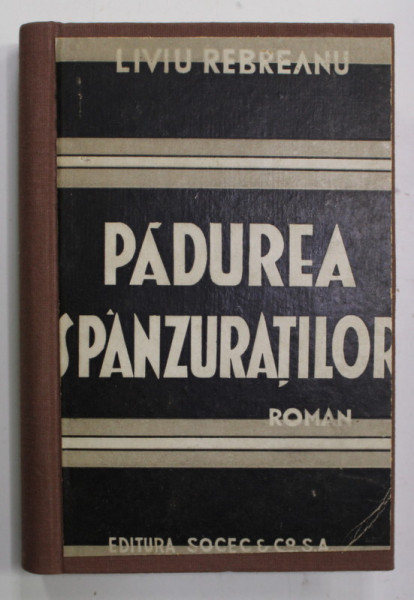 LIVIU REBREANU
PĂDUREA
SPÂNZURAȚILOR
ROMAN
EDITURA SOCEC & Cº S.A